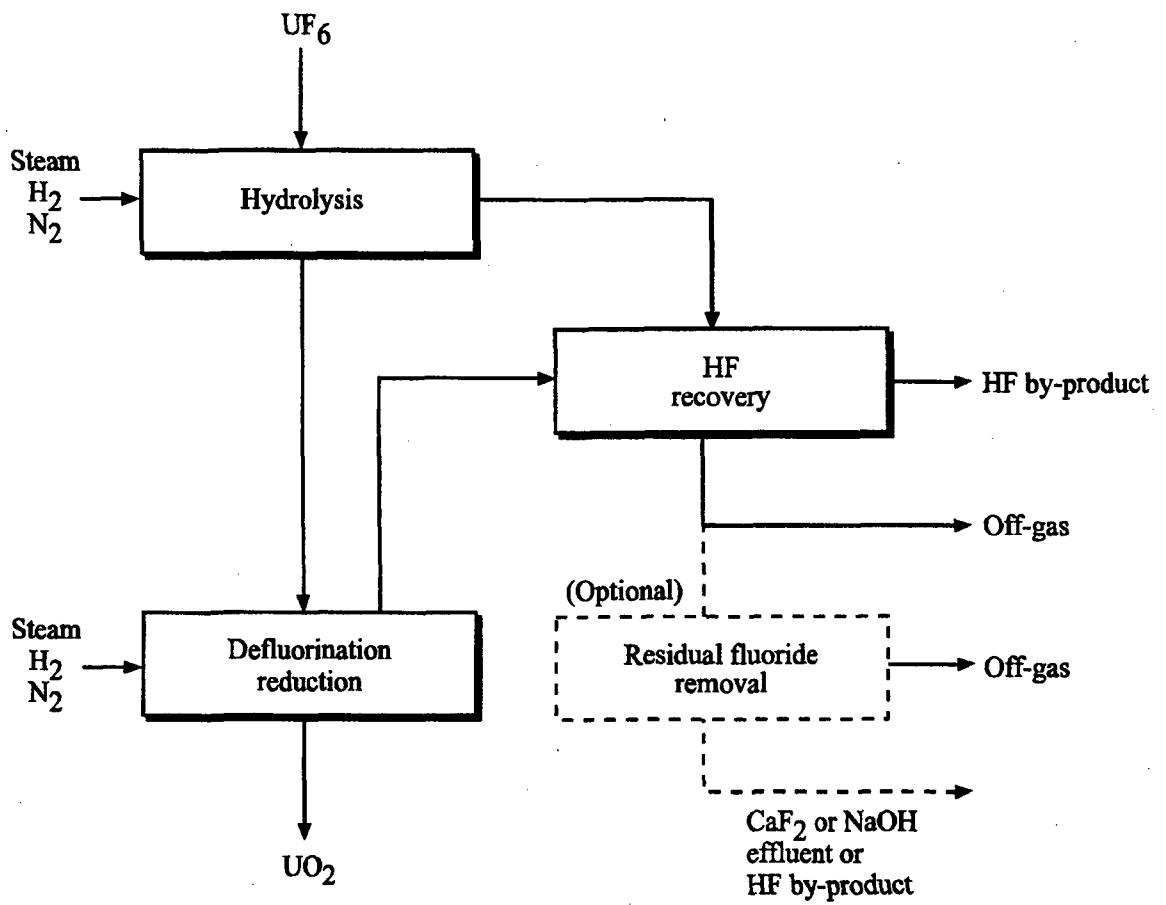 UF6
Steam
H2
N2
Hydrolysis
HF
recovery
HF by-product
Off-gas
(Optional)
Steam
H2
N2
Defluorination
reduction
Residual fluoride
removal
Off-gas
UO2
CaF2 or NaOH
effluent or
HF by-product